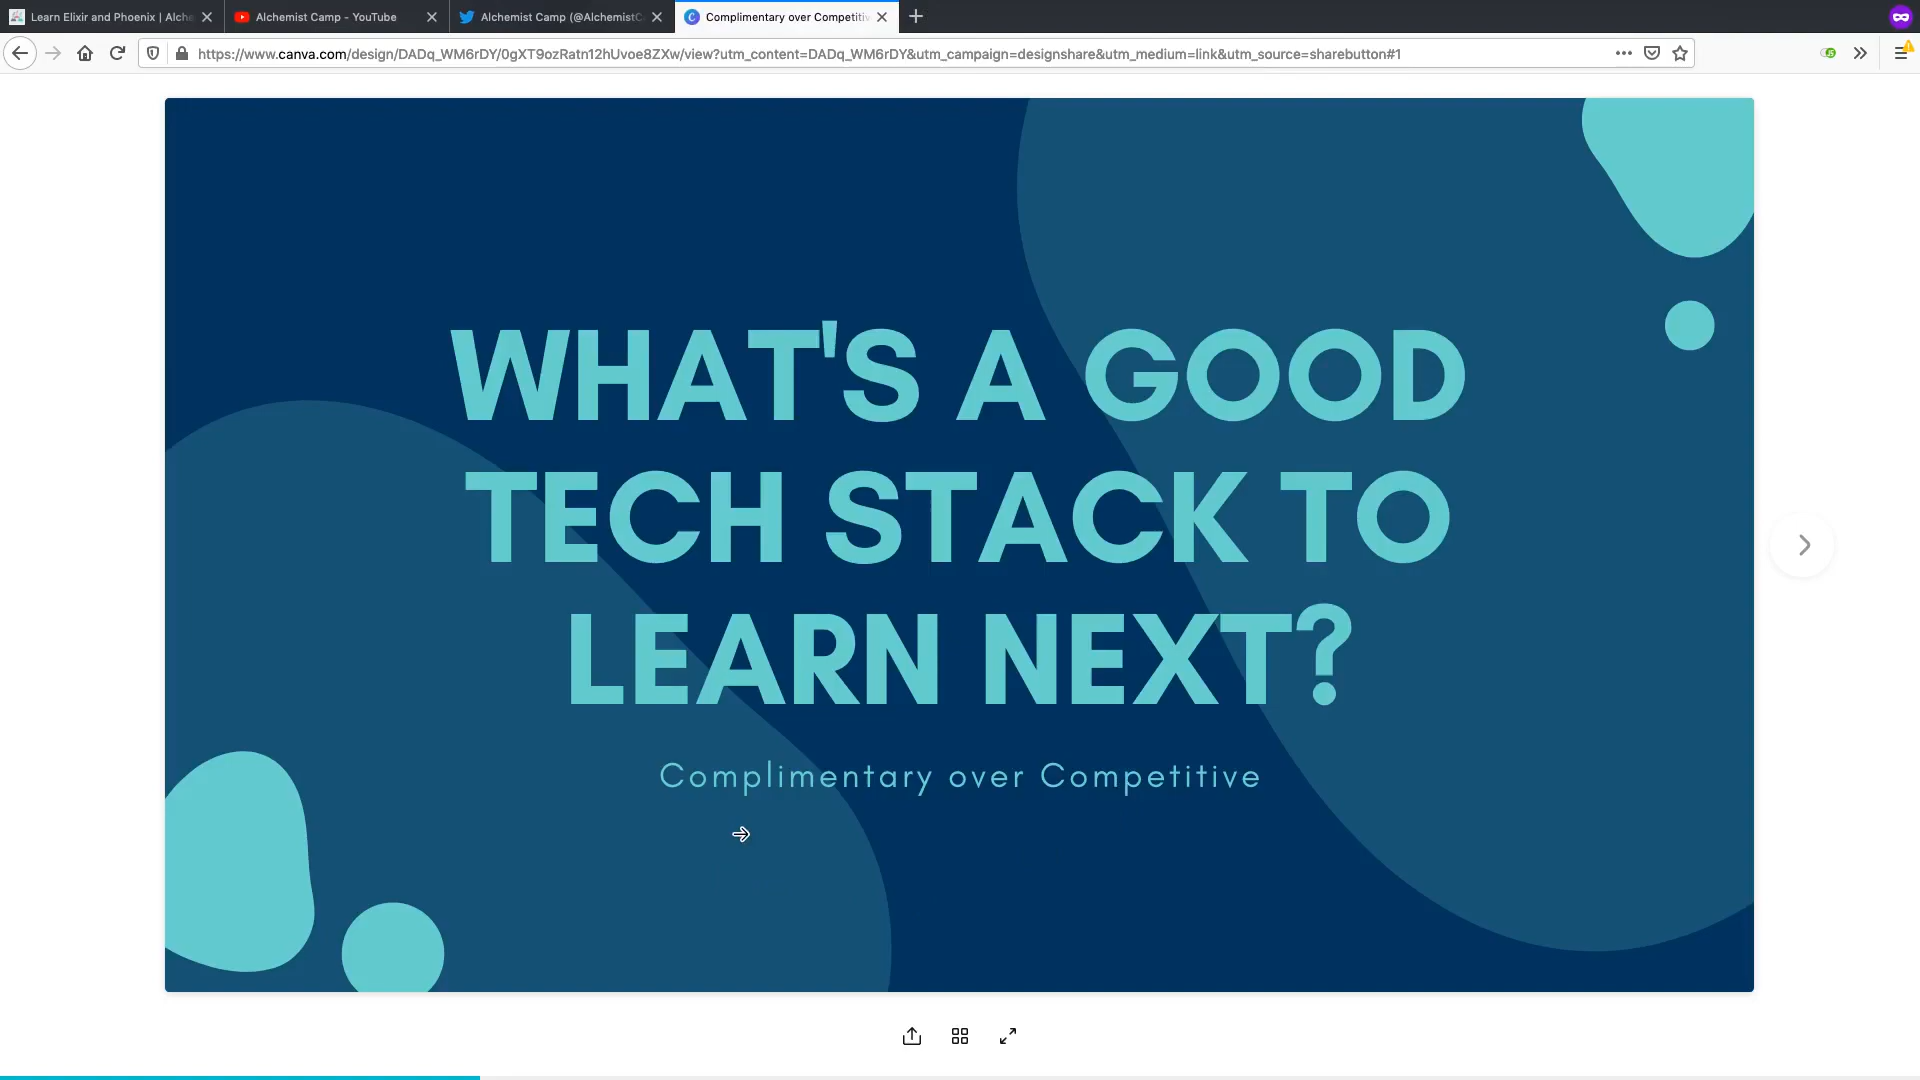 Learn Elixir and Phoenix | Alche
Alchemist Camp - YouTube
Alchemist Camp (@AlchemistC
Complimentary over Competitiv
https://www.canva.com/design/DADq_WM6rDY/0gXT9ozRatn12hUvoe8ZXw/view?utm_content=DADq_WM6rDY&utm_campaign=designshare&utm_medium=link&utm_source=sharebutton#1
WHAT'S A GOOD
TECH STACK TO
LEARN NEXT?
Complimentary over Competitive